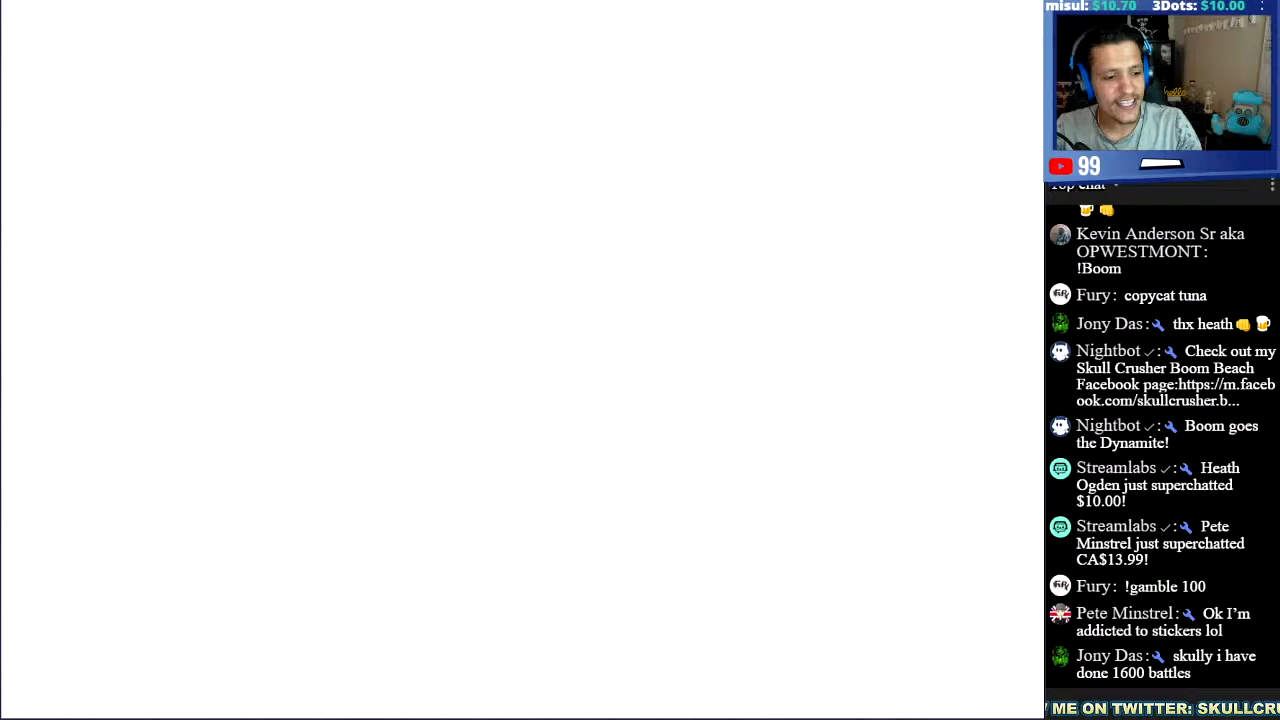 misul: $10.70 3Dots: $10.00
hello
99
Top chat
Kevin Anderson Sr aka
OPWESTMONT:
!Boom
Fury: copycat tuna
Jony Das: thx heath
Nightbot: Check out my
Skull Crusher Boom Beach
Facebook page:https://m.faceb
ook.com/skullcrusher.b...
Nightbot: Boom goes
the Dynamite!
Streamlabs: Heath
Ogden just superchatted
$10.00!
Streamlabs: Pete
Minstrel just superchatted
CA$13.99!
Fury: !gamble 100
Pete Minstrel: Ok I’m
addicted to stickers lol
Jony Das: skully i have
done 1600 battles
ME ON TWITTER: SKULLCRU